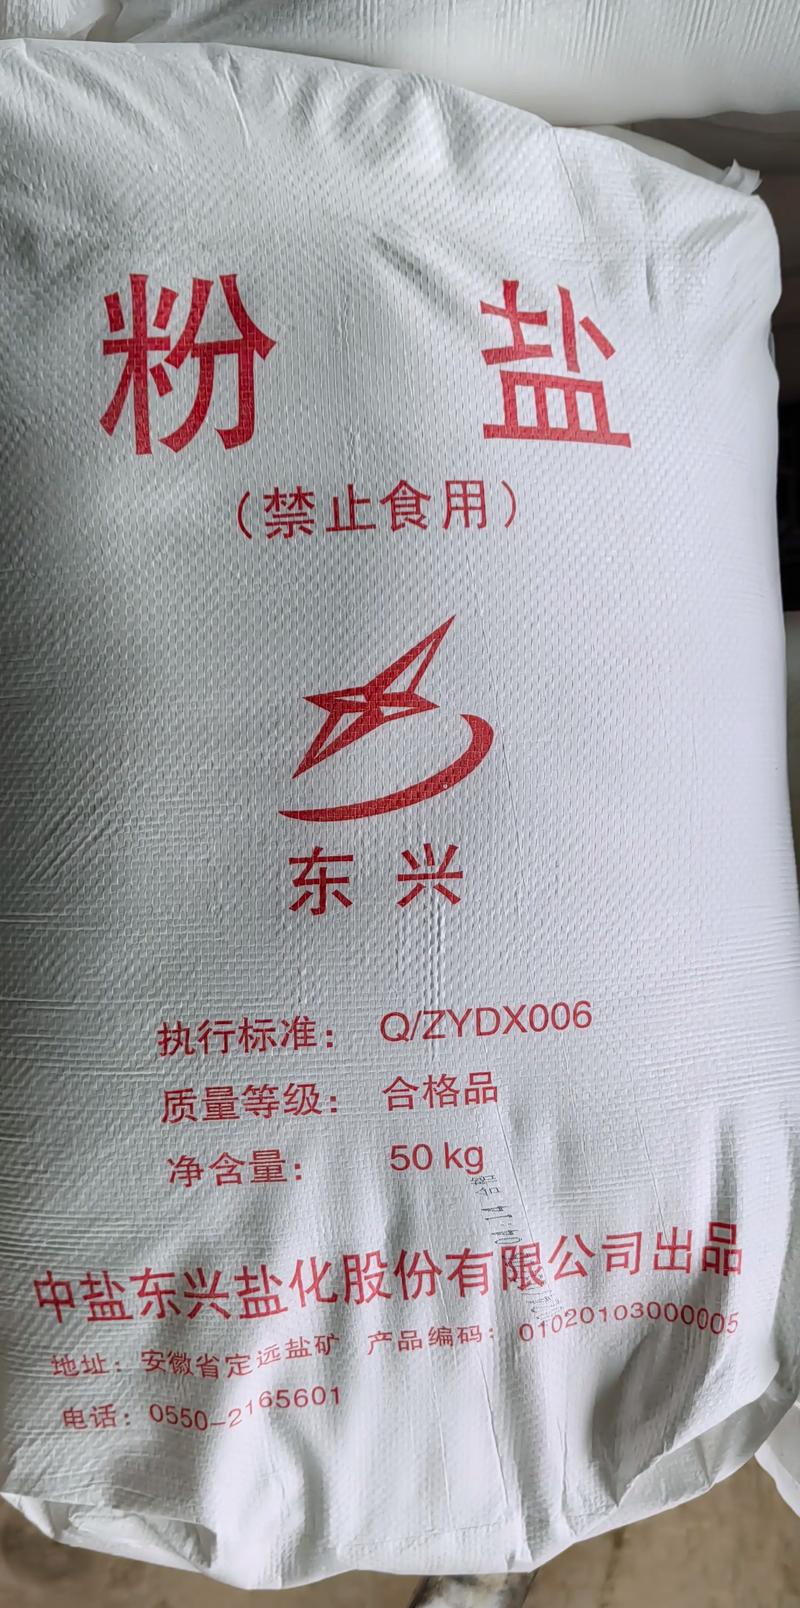 粉 盐
（禁止食用）
东 兴
执行标准： Q/ZYDX006
质量等级： 合格品
净含量： 50 kg
中盐东兴盐化股份有限公司出品
地址：安徽省定远盐矿 产品编码：01020103000005
电话：0550-2165601